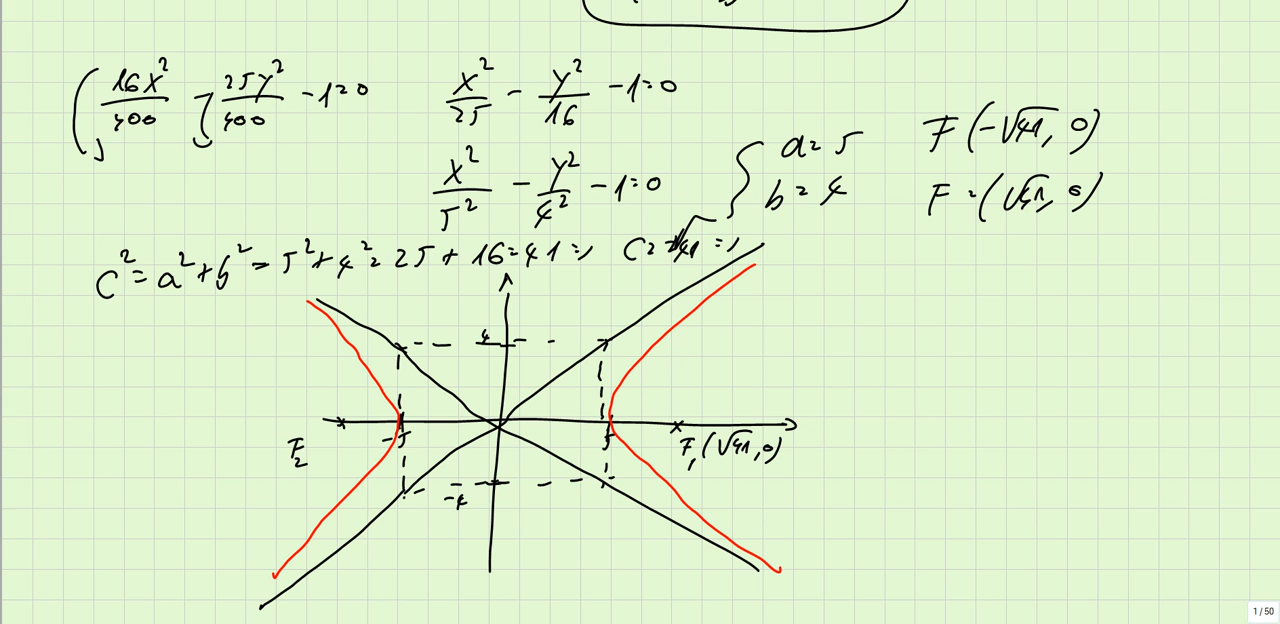 16x²/400 - 25y²/400 - 1 = 0    x²/25 - y²/16 - 1 = 0
F(-√41, 0)
x²/5² - y²/4² - 1 = 0    { a = 5
b = 4
F = (√41, 0)
c² = a² + b² = 5² + 4² = 25 + 16 = 41 => c = √41 =>
4
-5
5
F₂
F₁(√41, 0)
-4
1 / 50